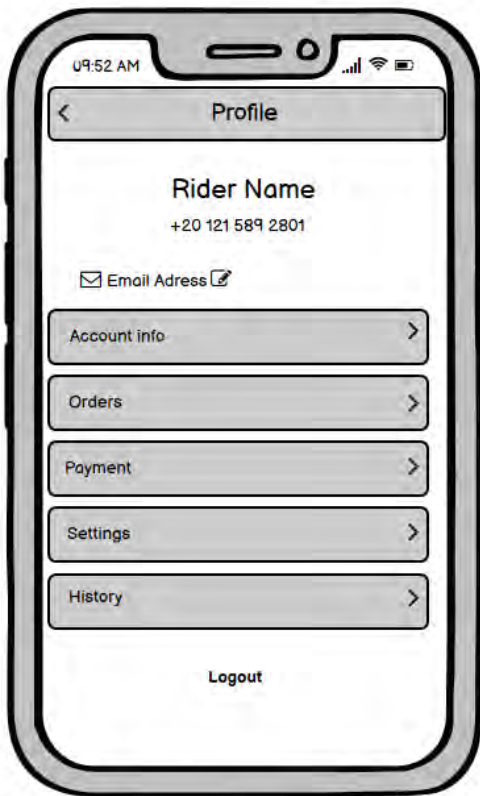 09:52 AM
Profile
Rider Name
+20 121 589 2801
Email Adress
Account info
Orders
Payment
Settings
History
Logout